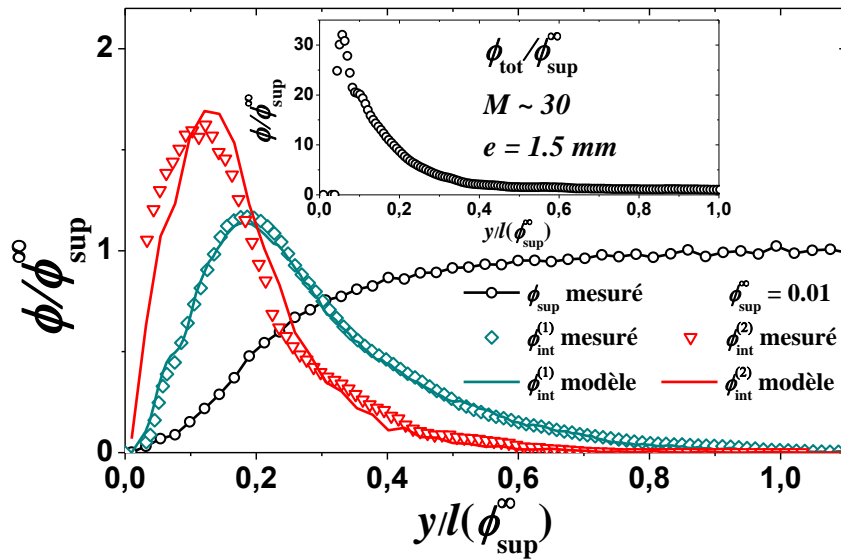 2
1
0
0,0
0,2
0,4
0,6
0,8
1,0
ϕ/ϕ∞sup
y/l(ϕ∞sup)
30
20
10
0
0,0
0,2
0,4
0,6
0,8
1,0
ϕ/ϕ∞sup
y/l(ϕ∞sup)
ϕtot/ϕ∞sup
M ~ 30
e = 1.5 mm
ϕsup mesuré ϕ∞sup = 0.01
ϕ(1)int mesuré ϕ(2)int mesuré
ϕ(1)int modèle ϕ(2)int modèle